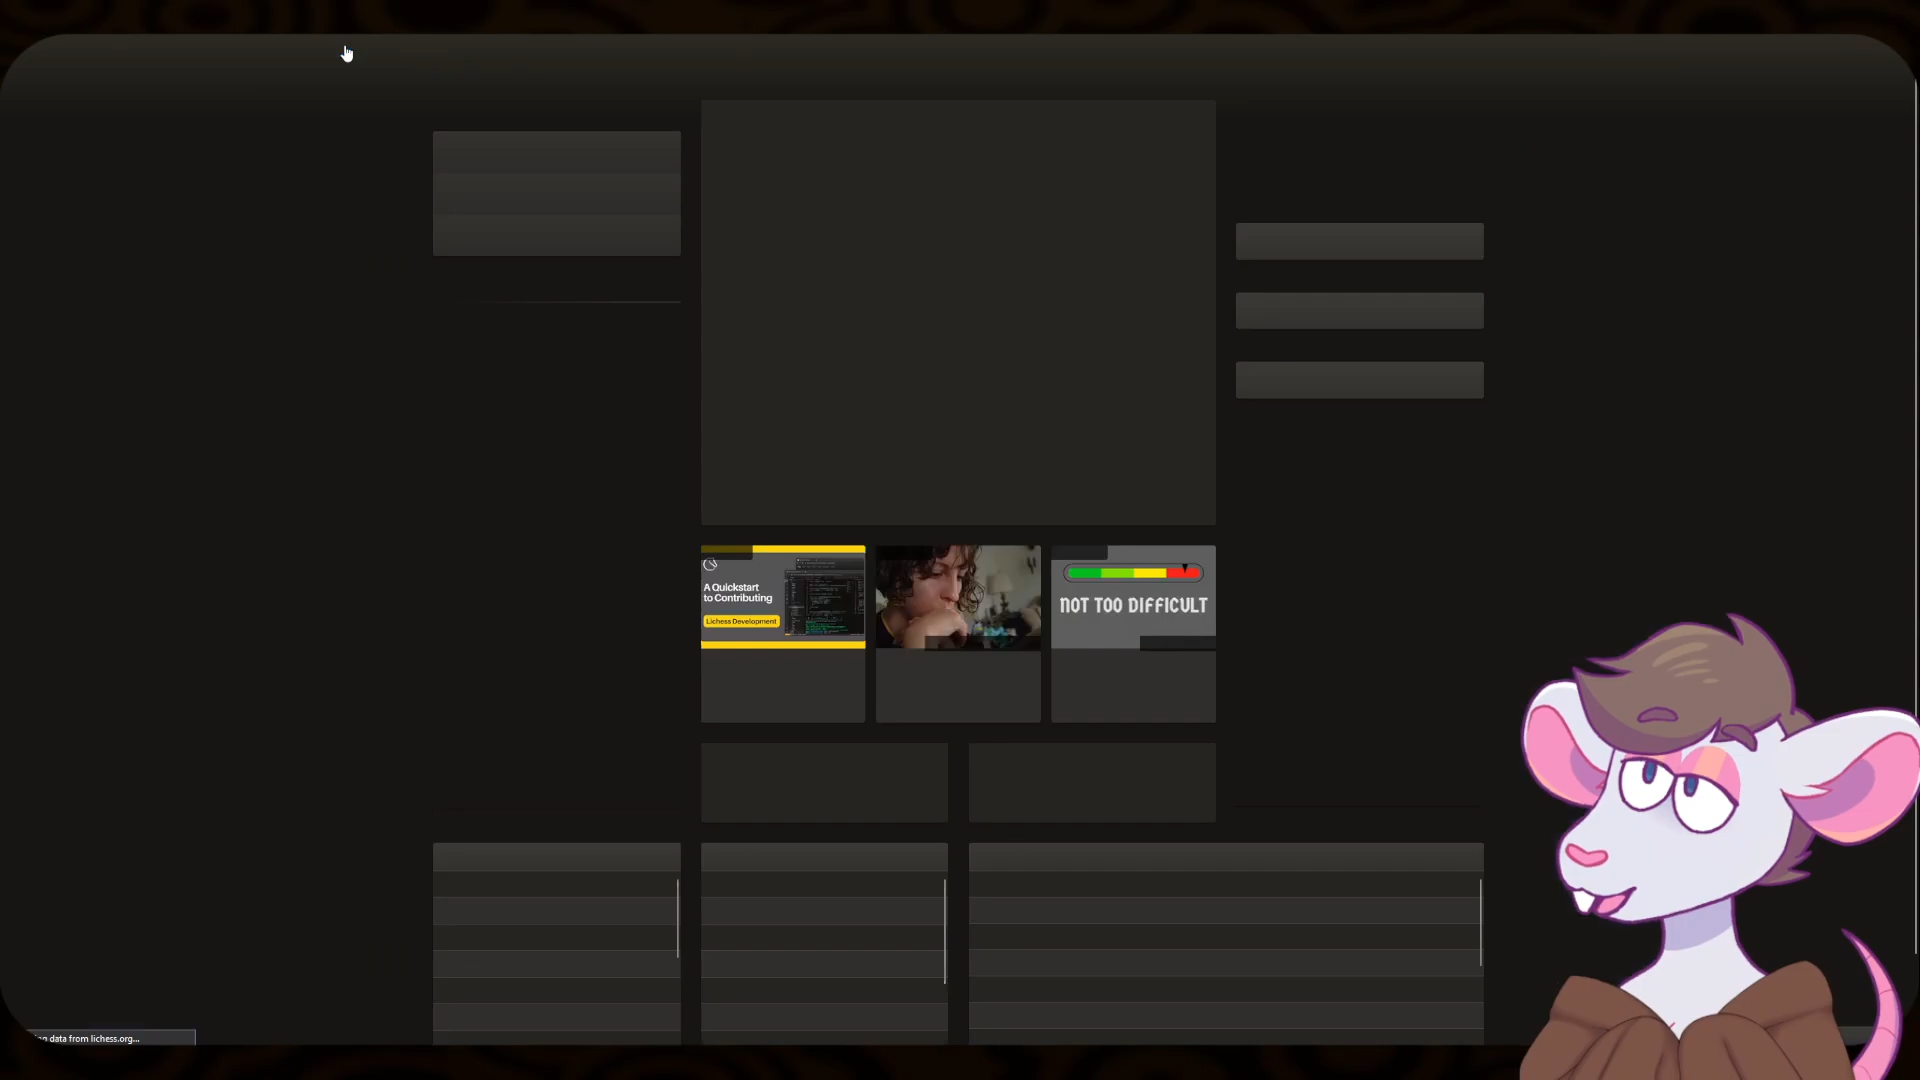 A Quickstart
to Contributing
Lichess Development
NOT TOO DIFFICULT
data from lichess.org...